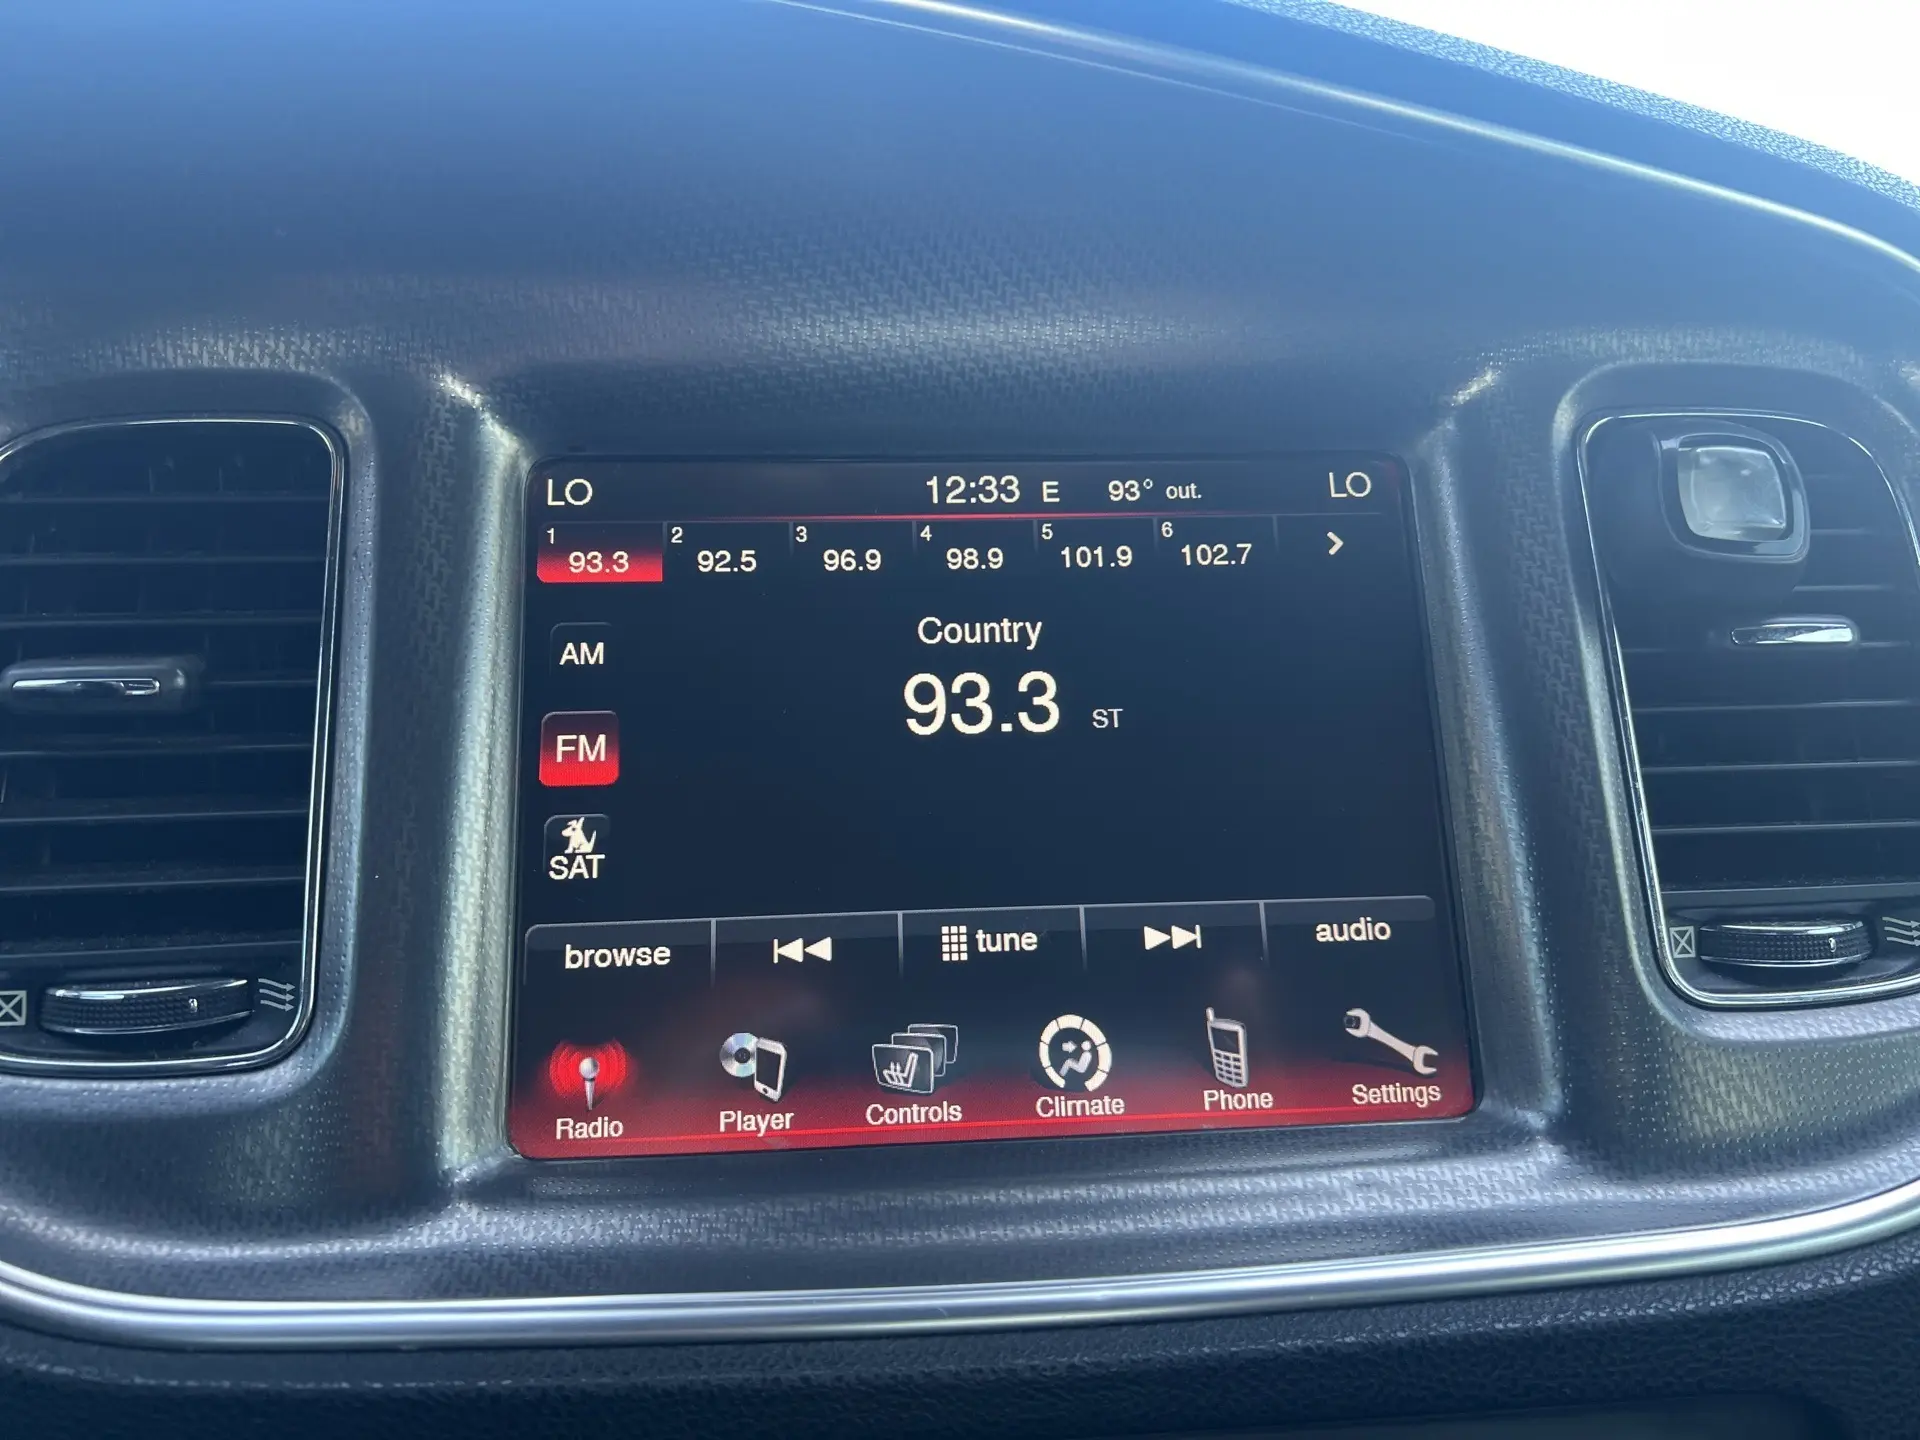 LO 12:33 E 93° out. LO
1 2 3 4 5 6
93.3 92.5 96.9 98.9 101.9 102.7
Country
93.3 ST
AM
FM
SAT
browse tune audio
Radio Player Controls Climate Phone Settings